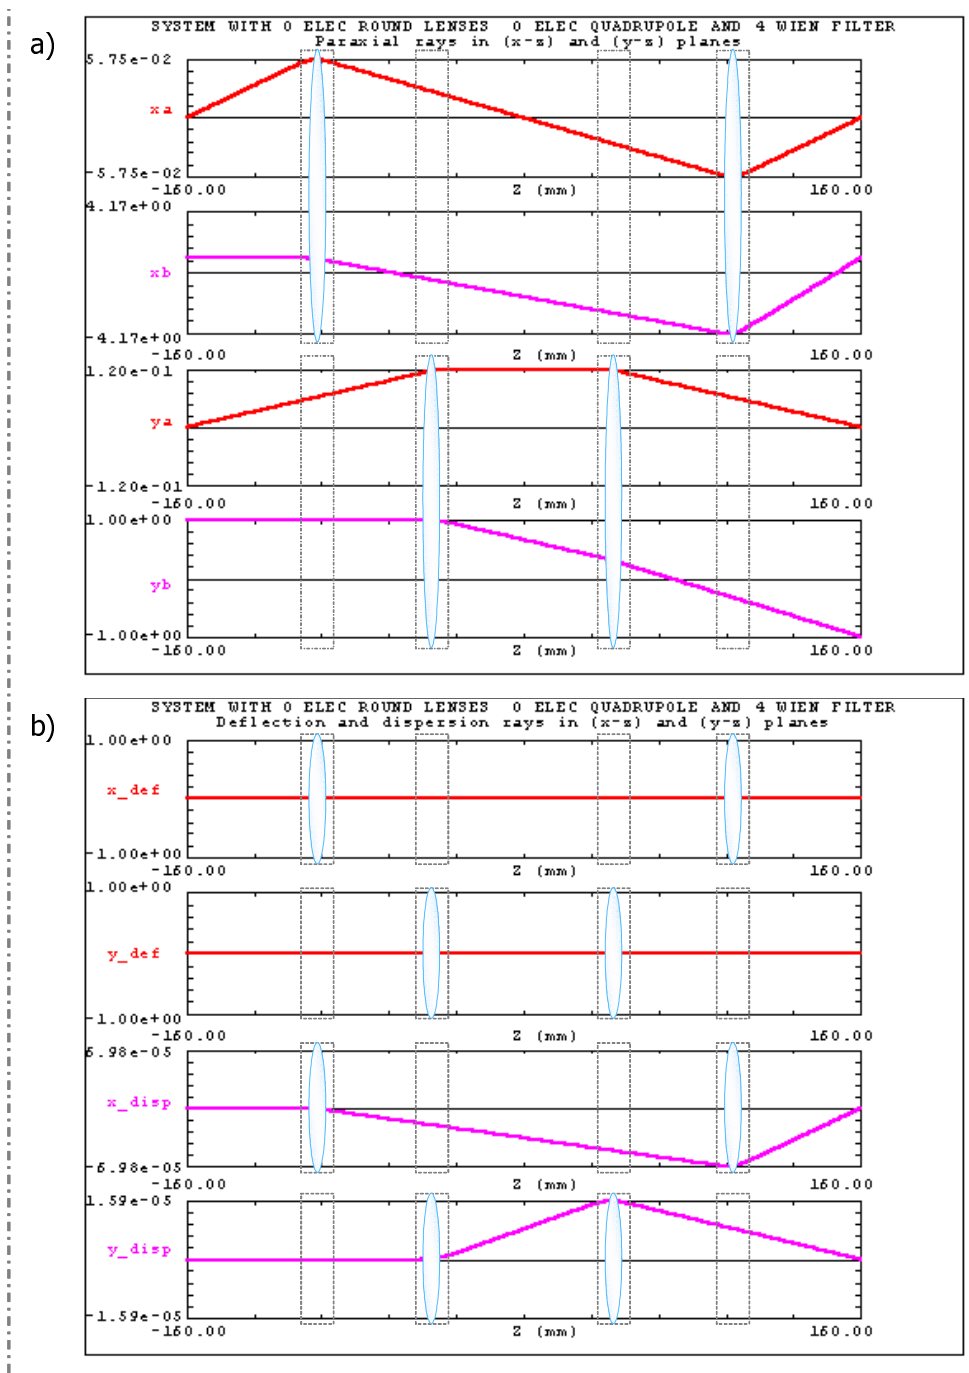 a)
SYSTEM WITH 0 ELEC ROUND LENSES 0 ELEC QUADRUPOLE AND 4 WIEN FILTER
Paraxial rays in (x-z) and (y-z) planes
5.75e-02
xa
-5.75e-02
-160.00 Z (mm) 160.00
4.17e+00
xb
-4.17e+00
-160.00 Z (mm) 160.00
1.20e-01
ya
-1.20e-01
-160.00 Z (mm) 160.00
1.00e+00
yb
-1.00e+00
-160.00 Z (mm) 160.00
b)
SYSTEM WITH 0 ELEC ROUND LENSES 0 ELEC QUADRUPOLE AND 4 WIEN FILTER
Deflection and dispersion rays in (x-z) and (y-z) planes
1.00e+00
x_def
-1.00e+00
-160.00 Z (mm) 160.00
1.00e+00
y_def
-1.00e+00
-160.00 Z (mm) 160.00
6.98e-05
x_disp
-6.98e-05
-160.00 Z (mm) 160.00
1.59e-05
y_disp
-1.59e-05
-160.00 Z (mm) 160.00